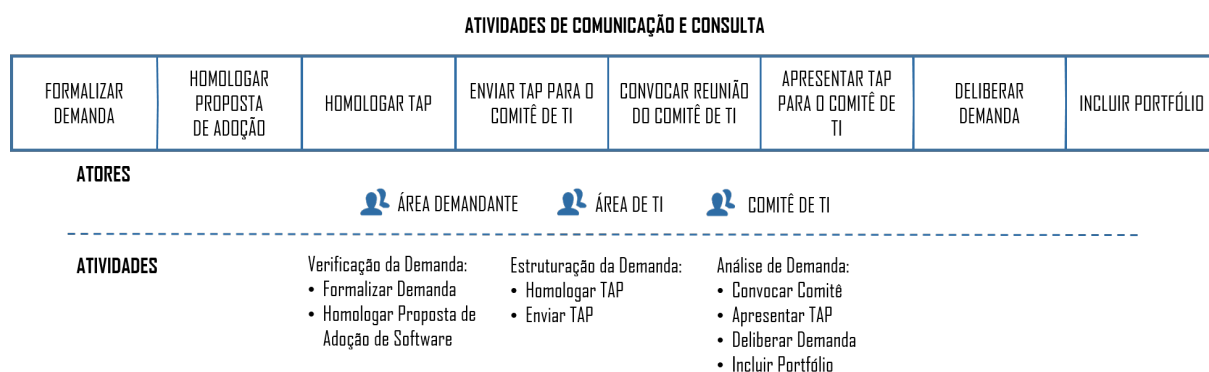 ATIVIDADES DE COMUNICAÇÃO E CONSULTA
FORMALIZAR
DEMANDA
HOMOLOGAR
PROPOSTA
DE ADOÇÃO
HOMOLOGAR TAP
ENVIAR TAP PARA O
COMITÊ DE TI
CONVOCAR REUNIÃO
DO COMITÊ DE TI
APRESENTAR TAP
PARA O COMITÊ DE
TI
DELIBERAR
DEMANDA
INCLUIR PORTFÓLIO
ATORES
ÁREA DEMANDANTE
ÁREA DE TI
COMITÊ DE TI
ATIVIDADES
Verificação da Demanda:
• Formalizar Demanda
• Homologar Proposta de
Adoção de Software
Estruturação da Demanda:
• Homologar TAP
• Enviar TAP
Análise de Demanda:
• Convocar Comitê
• Apresentar TAP
• Deliberar Demanda
• Incluir Portfólio